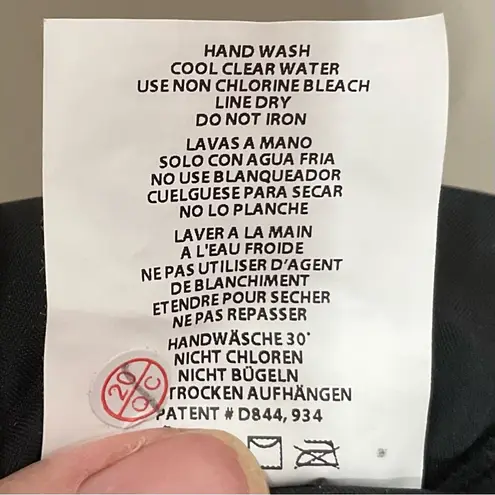 HAND WASH
COOL CLEAR WATER
USE NON CHLORINE BLEACH
LINE DRY
DO NOT IRON
LAVAS A MANO
SOLO CON AGUA FRIA
NO USE BLANQUEADOR
CUELGUESE PARA SECAR
NO LO PLANCHE
LAVER A LA MAIN
A L'EAU FROIDE
NE PAS UTILISER D'AGENT
DE BLANCHIMENT
ETENDRE POUR SECHER
NE PAS REPASSER
HANDWÄSCHE 30°
NICHT CHLOREN
NICHT BÜGELN
TROCKEN AUFHÄNGEN
PATENT # D844, 934
20
QC